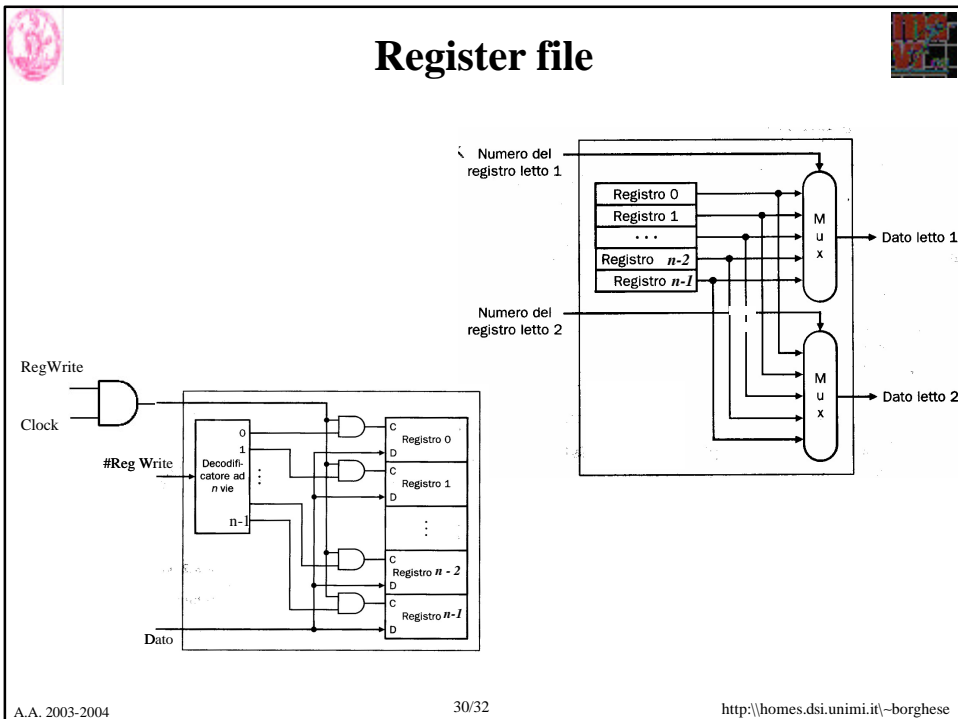 Register file
Numero del
registro letto 1
Registro 0
Registro 1
. . .
Registro n-2
Registro n-1
M
u
x
Dato letto 1
Numero del
registro letto 2
M
u
x
Dato letto 2
RegWrite
Clock
#Reg Write
Decodifi-
catore ad
n vie
0
1
n-1
C
Registro 0
D
C
Registro 1
D
C
Registro n - 2
D
C
Registro n-1
D
Dato
A.A. 2003-2004
30/32
http:\\homes.dsi.unimi.it\~borghese